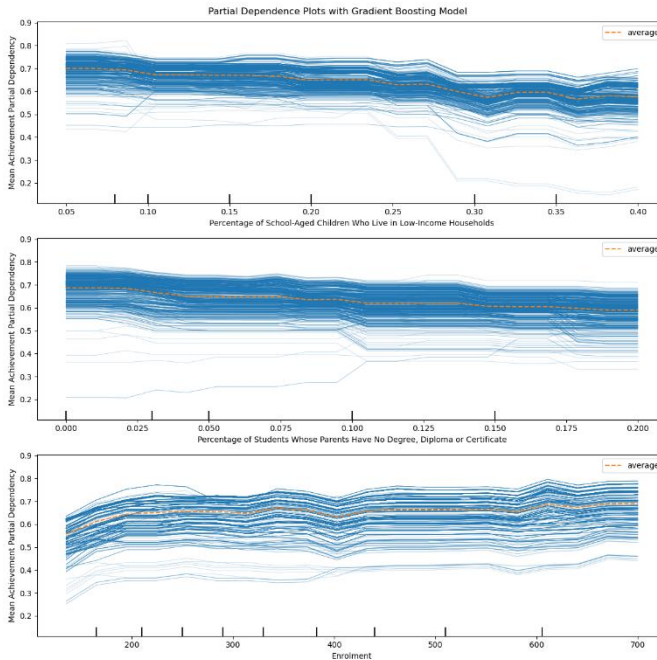 Partial Dependence Plots with Gradient Boosting Model
0.9
0.8
0.7
0.6
0.5
0.4
0.3
0.2
Mean Achievement Partial Dependency
average
0.05 0.10 0.15 0.20 0.25 0.30 0.35 0.40
Percentage of School-Aged Children Who Live in Low-Income Households
0.9
0.8
0.7
0.6
0.5
0.4
0.3
0.2
Mean Achievement Partial Dependency
average
0.000 0.025 0.050 0.075 0.100 0.125 0.150 0.175 0.200
Percentage of Students Whose Parents Have No Degree, Diploma or Certificate
0.9
0.8
0.7
0.6
0.5
0.4
0.3
0.2
Mean Achievement Partial Dependency
average
200 300 400 500 600 700
Enrolment